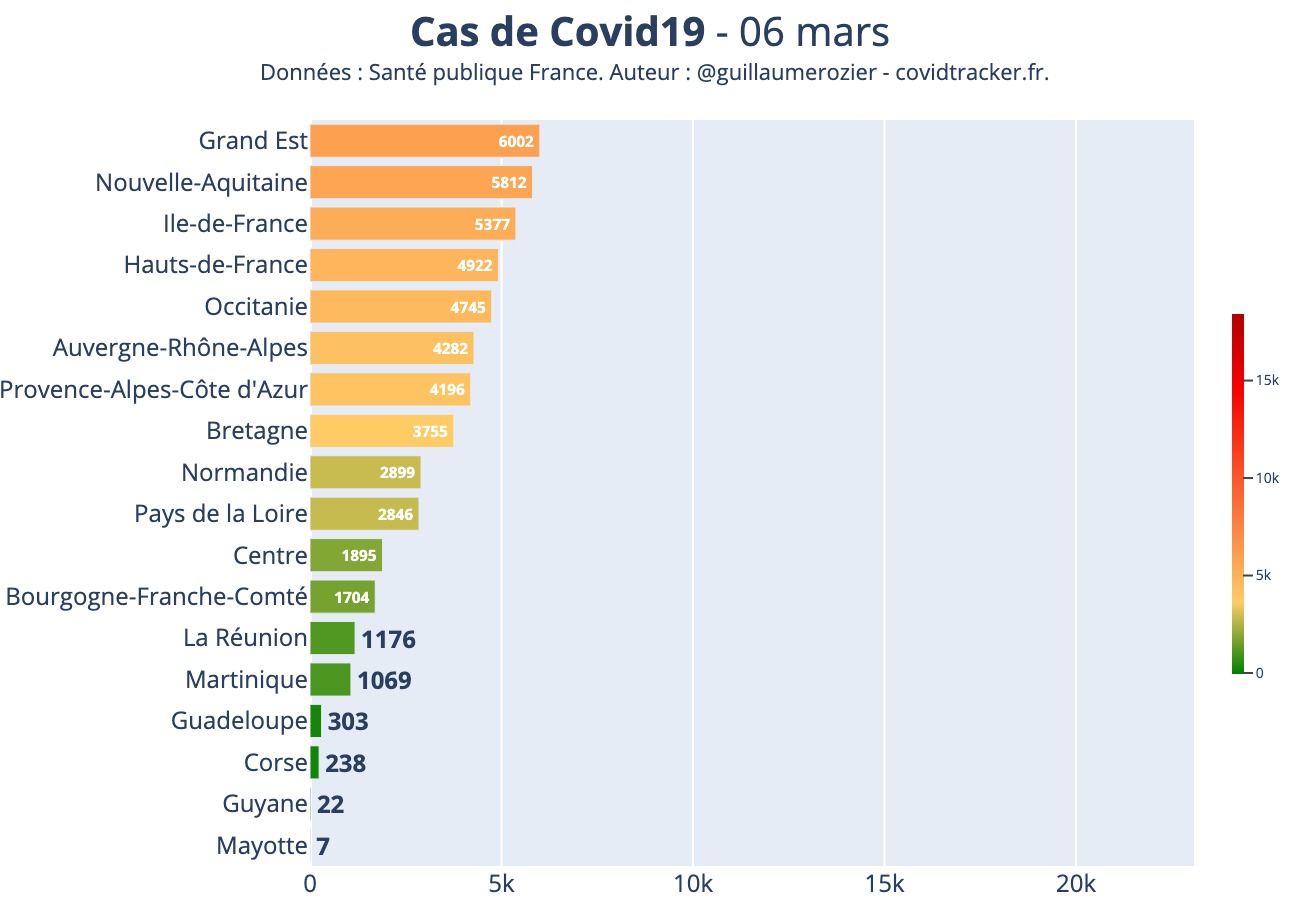 Cas de Covid19 - 06 mars
Données : Santé publique France. Auteur : @guillaumerozier - covidtracker.fr.
Grand Est 6002
Nouvelle-Aquitaine 5812
Ile-de-France 5377
Hauts-de-France 4922
Occitanie 4745
Auvergne-Rhône-Alpes 4282
Provence-Alpes-Côte d'Azur 4196
Bretagne 3755
Normandie 2899
Pays de la Loire 2846
Centre 1895
Bourgogne-Franche-Comté 1704
La Réunion 1176
Martinique 1069
Guadeloupe 303
Corse 238
Guyane 22
Mayotte 7
0 5k 10k 15k 20k
15k
10k
5k
0